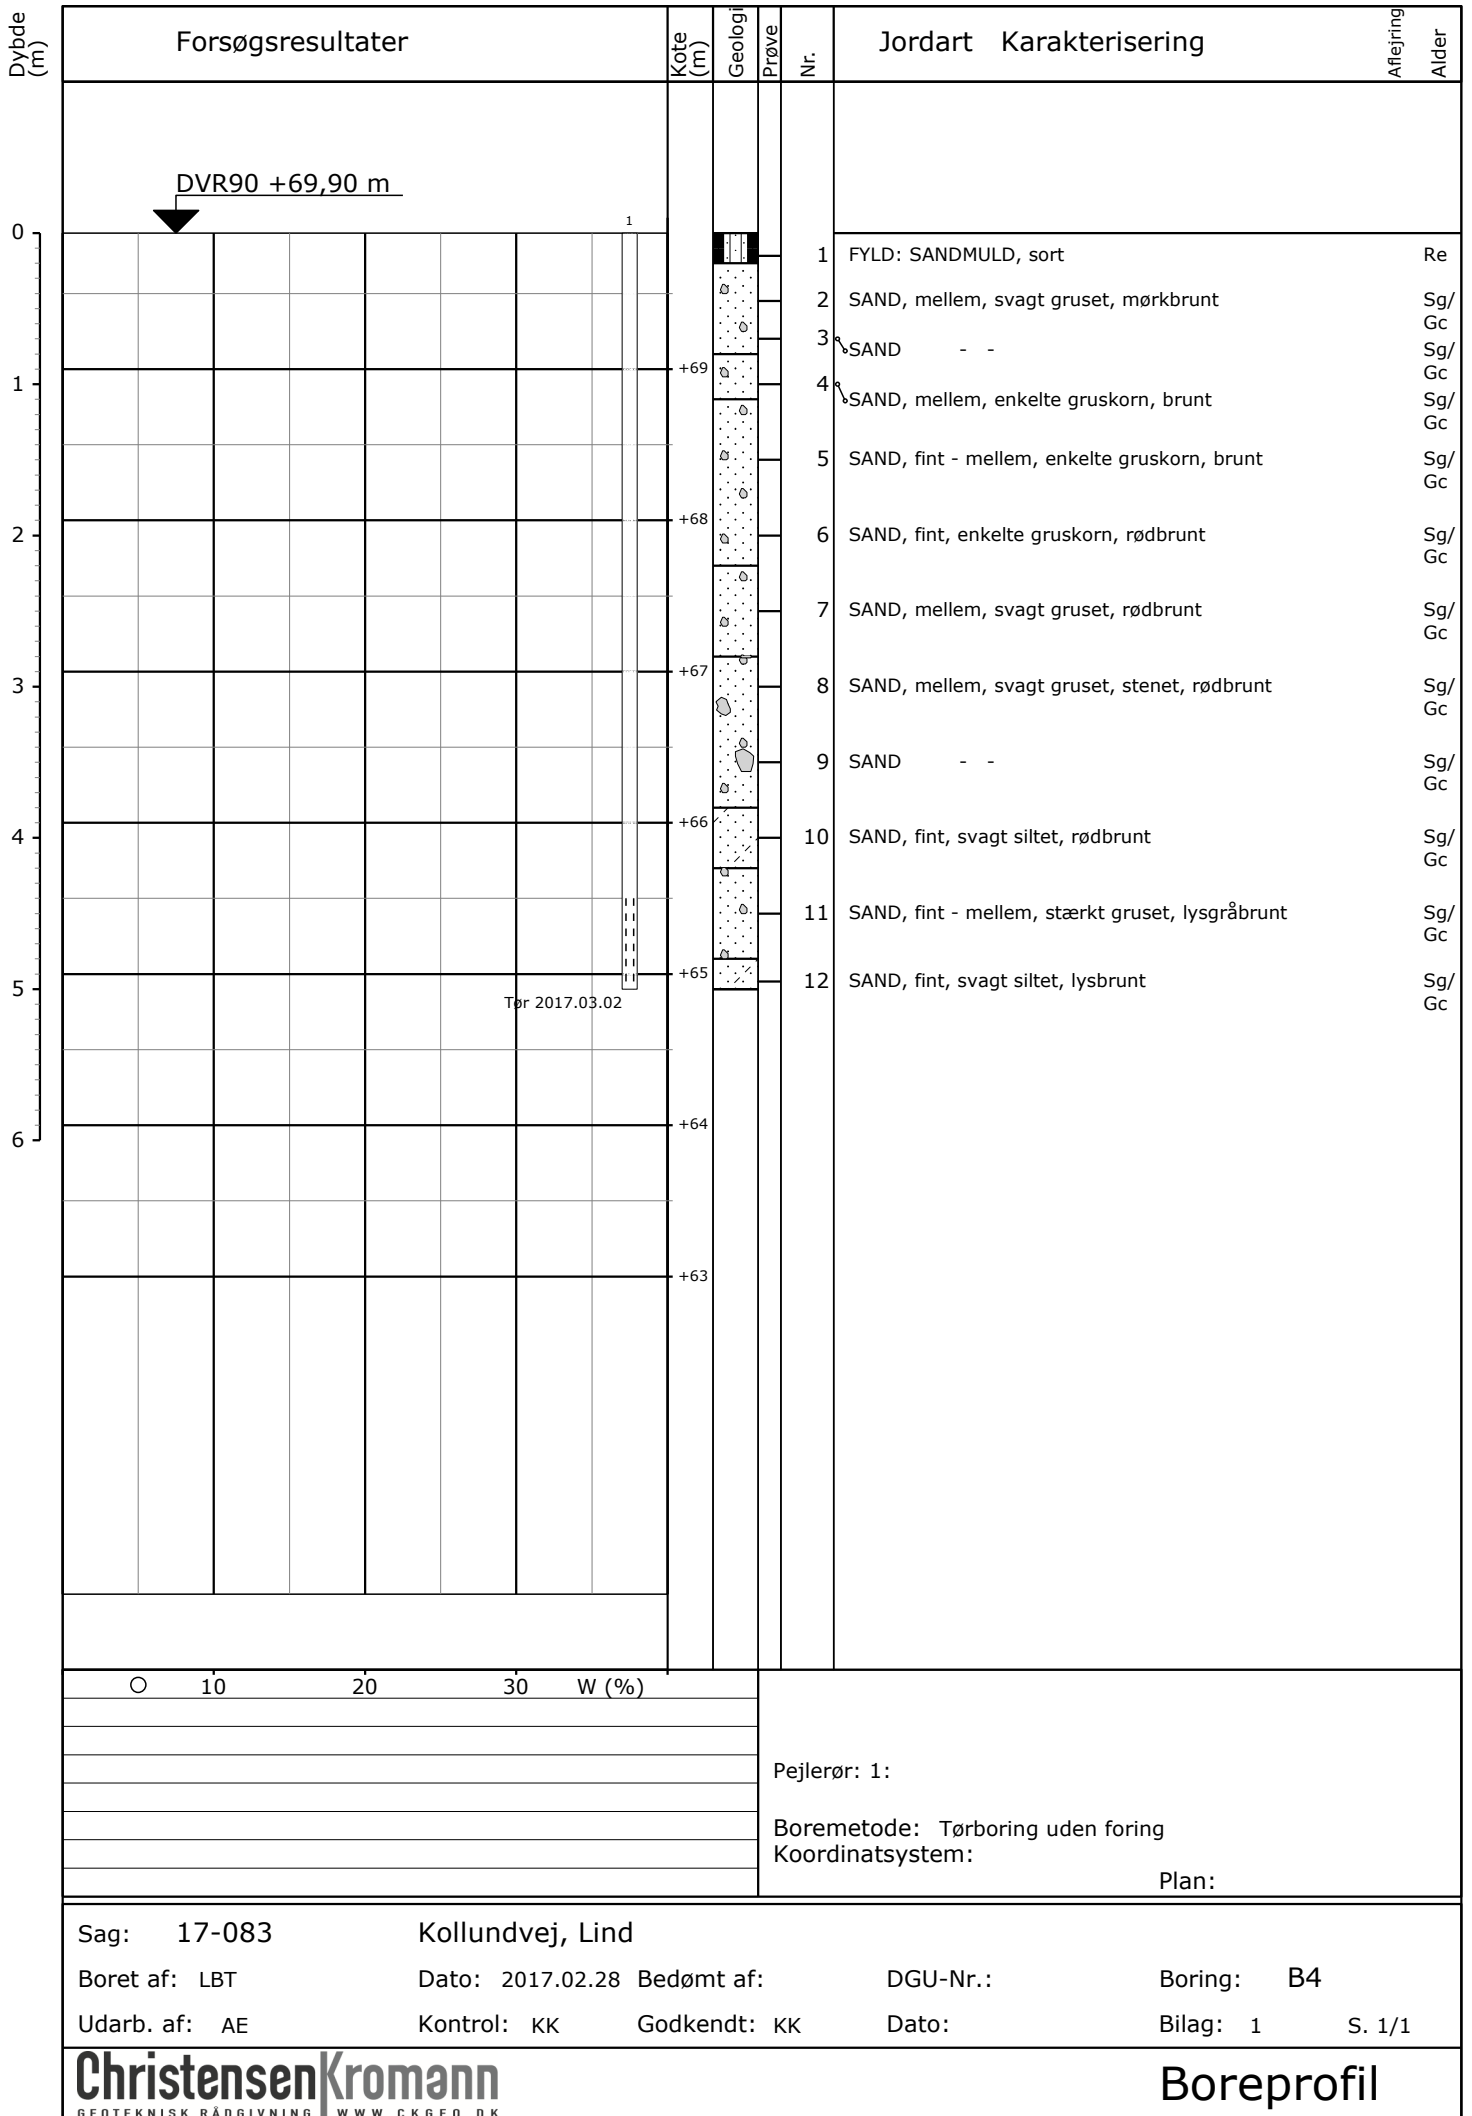 Dybde (m)
Forsøgsresultater
Kote (m)
Geologi
Prøve
Nr.
Jordart Karakterisering
Aflejring
Alder
DVR90 +69,90 m
1
0
1
2
3
4
5
6
+69
+68
+67
+66
+65
+64
+63
Tør 2017.03.02
1 FYLD: SANDMULD, sort Re
2 SAND, mellem, svagt gruset, mørkbrunt Sg/
Gc
3 SAND - - Sg/
Gc
4 SAND, mellem, enkelte gruskorn, brunt Sg/
Gc
5 SAND, fint - mellem, enkelte gruskorn, brunt Sg/
Gc
6 SAND, fint, enkelte gruskorn, rødbrunt Sg/
Gc
7 SAND, mellem, svagt gruset, rødbrunt Sg/
Gc
8 SAND, mellem, svagt gruset, stenet, rødbrunt Sg/
Gc
9 SAND - - Sg/
Gc
10 SAND, fint, svagt siltet, rødbrunt Sg/
Gc
11 SAND, fint - mellem, stærkt gruset, lysgråbrunt Sg/
Gc
12 SAND, fint, svagt siltet, lysbrunt Sg/
Gc
10 20 30 W (%)
Pejlerør: 1:
Boremetode: Tørboring uden foring
Koordinatsystem:
Plan:
Sag: 17-083 Kollundvej, Lind
Boret af: LBT Dato: 2017.02.28 Bedømt af: DGU-Nr.: Boring: B4
Udarb. af: AE Kontrol: KK Godkendt: KK Dato: Bilag: 1 S. 1/1
ChristensenKromann
GEOTEKNISK RÅDGIVNING WWW.CKGEO.DK
Boreprofil